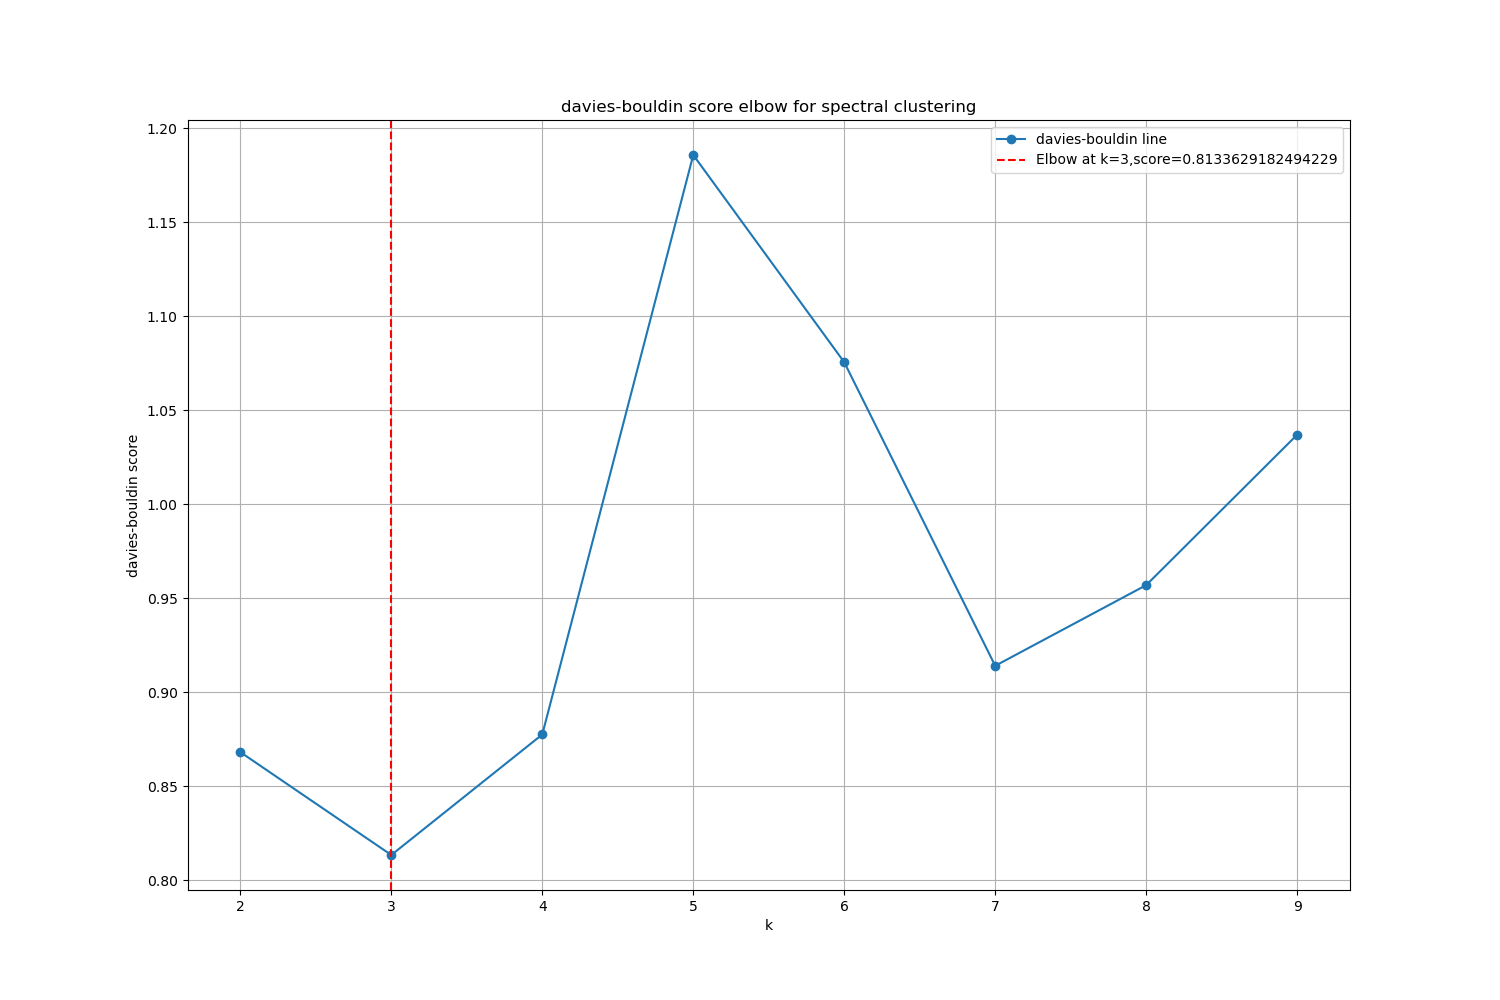 davies-bouldin score elbow for spectral clustering
davies-bouldin line
Elbow at k=3,score=0.8133629182494229
davies-bouldin score
1.20
1.15
1.10
1.05
1.00
0.95
0.90
0.85
0.80
2 3 4 5 6 7 8 9
k